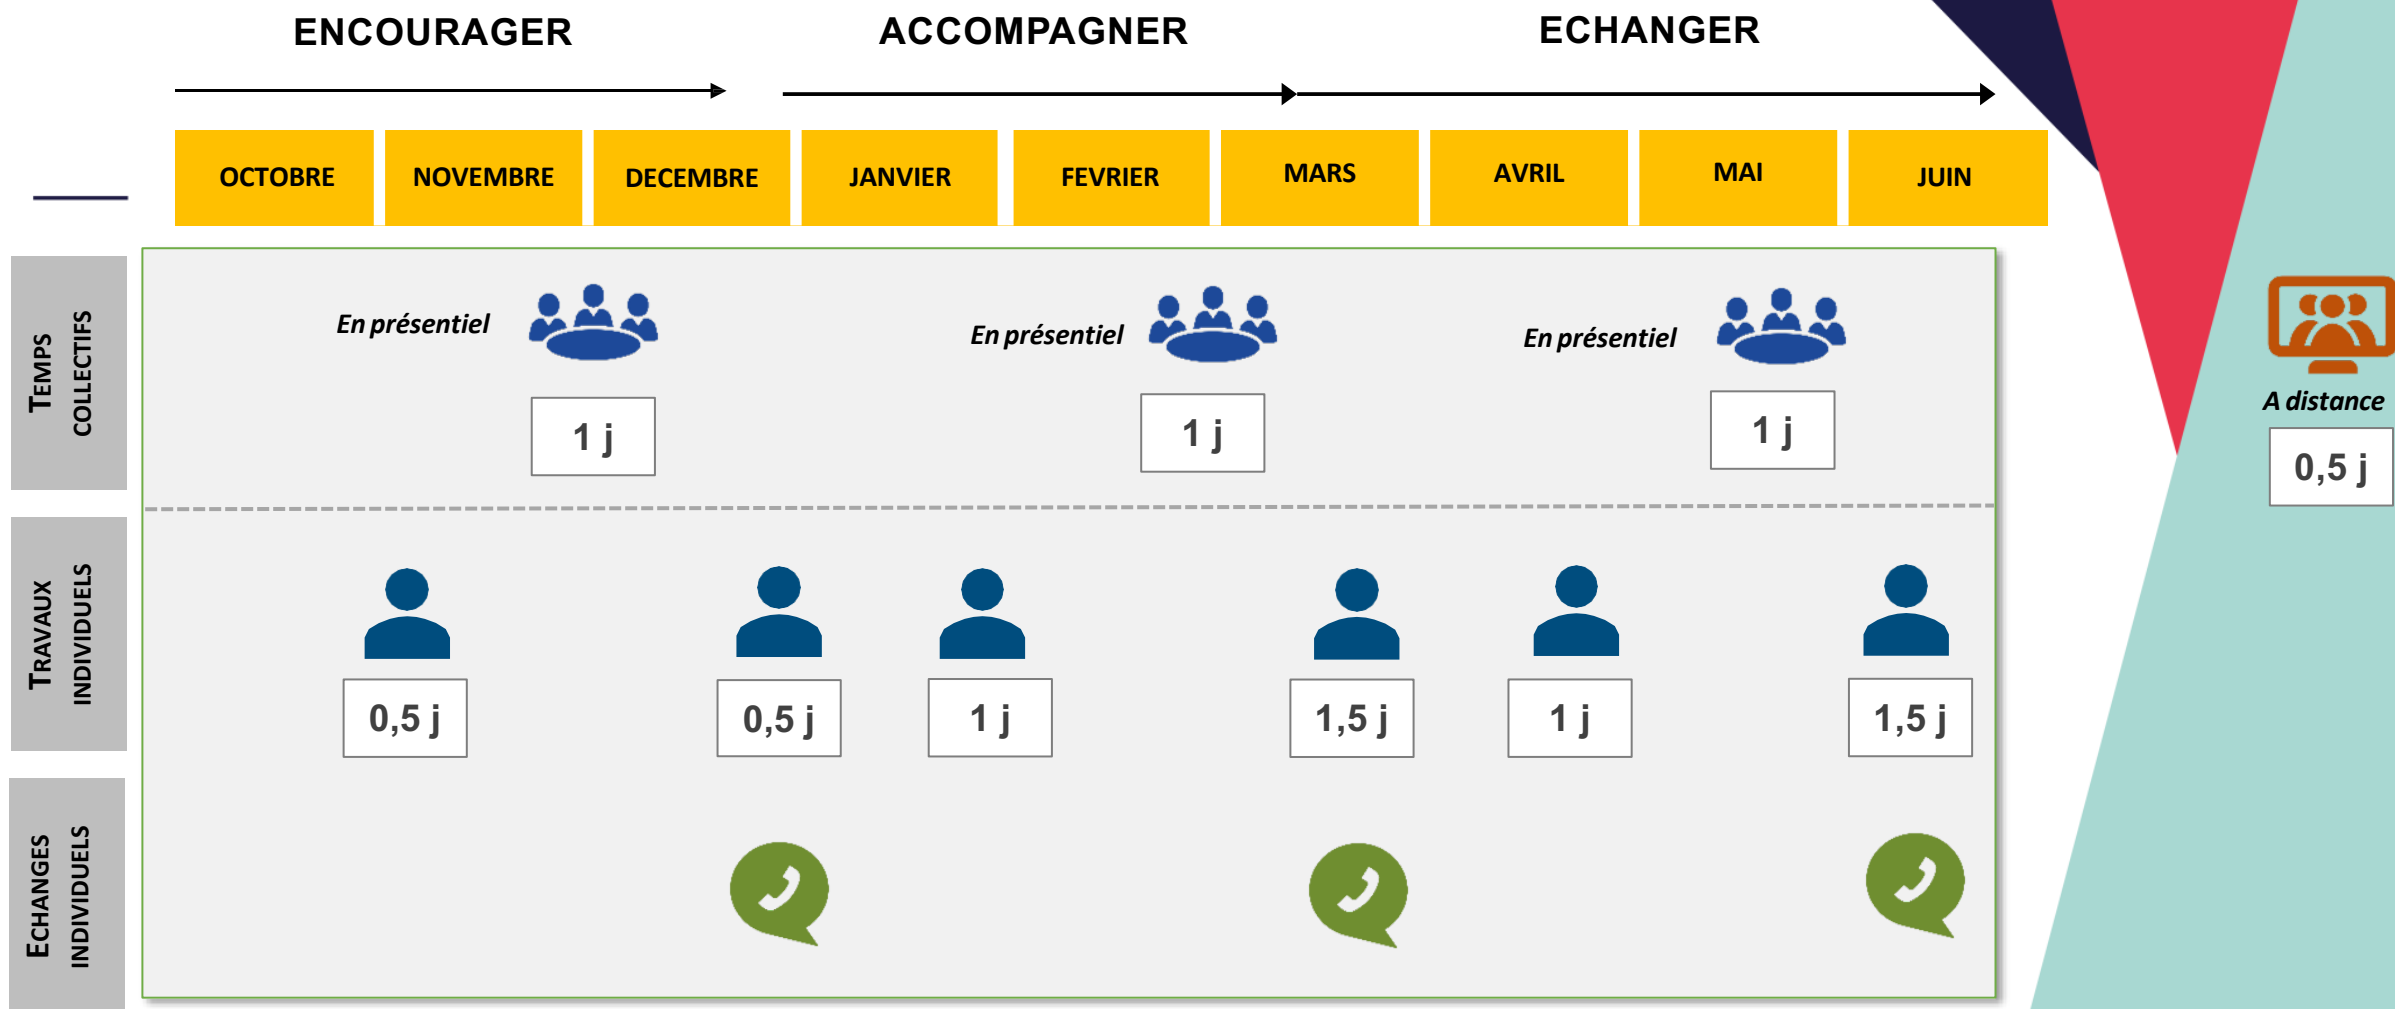 ENCOURAGER
ACCOMPAGNER
ECHANGER
OCTOBRE
NOVEMBRE
DECEMBRE
JANVIER
FEVRIER
MARS
AVRIL
MAI
JUIN
TEMPS
COLLECTIFS
En présentiel
En présentiel
En présentiel
A distance
1 j
1 j
1 j
0,5 j
TRAVAUX
INDIVIDUELS
0,5 j
0,5 j
1 j
1,5 j
1 j
1,5 j
ECHANGES
INDIVIDUELS